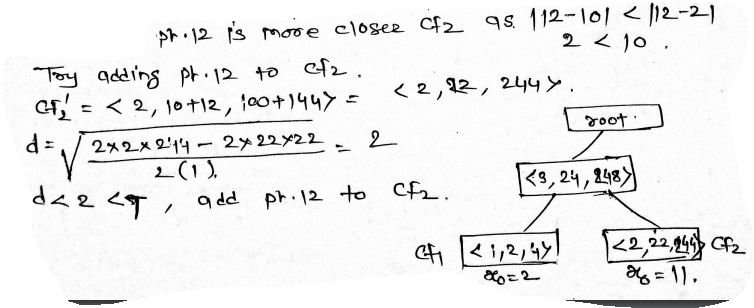 pt.12 is more closer cf2 as |12-10| < |12-2|
2 < 10 .
Try adding pt.12 to cf2 .
cf2' = < 2, 10+12, 100+144> = < 2, 22, 244 > .
d = √ 2×2×244 - 2×22×22 / 2(1) = 2
d < 2 < T , add pt.12 to cf2 .
root .
<3, 24, 248>
cf1 < 1, 2, 4> <2, 22, 244> cf2
x0 = 2 x0 = 11.